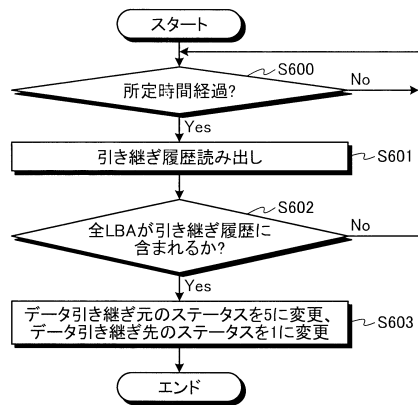 スタート
S600
所定時間経過?
No
Yes
引き継ぎ履歴読み出し
S601
S602
全LBAが引き継ぎ履歴に
含まれるか?
No
Yes
データ引き継ぎ元のステータスを5に変更、
データ引き継ぎ先のステータスを1に変更
S603
エンド